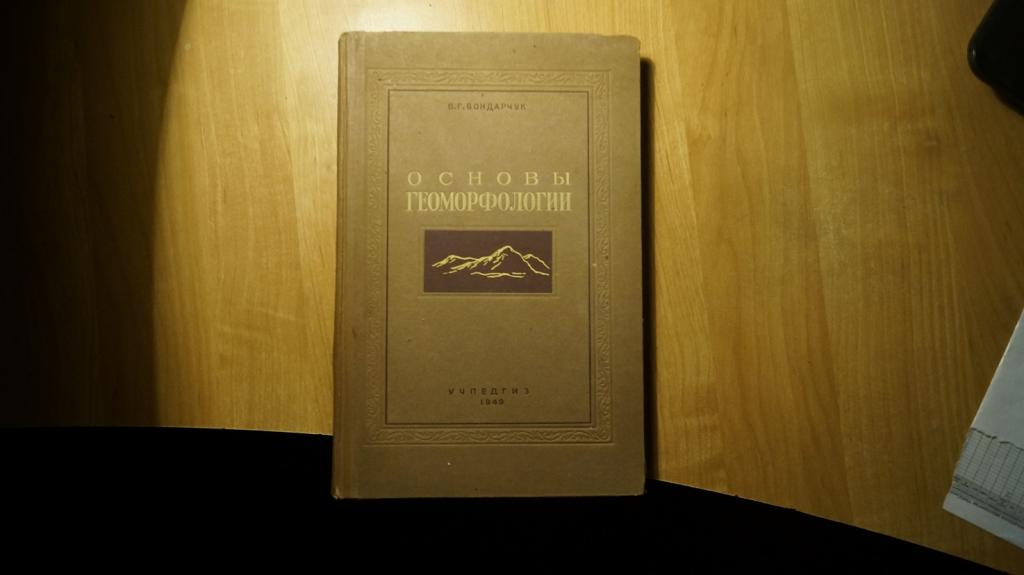 В.Г.БОНДАРЧУК
ОСНОВЫ
ГЕОМОРФОЛОГИИ
УЧПЕДГИЗ
1949